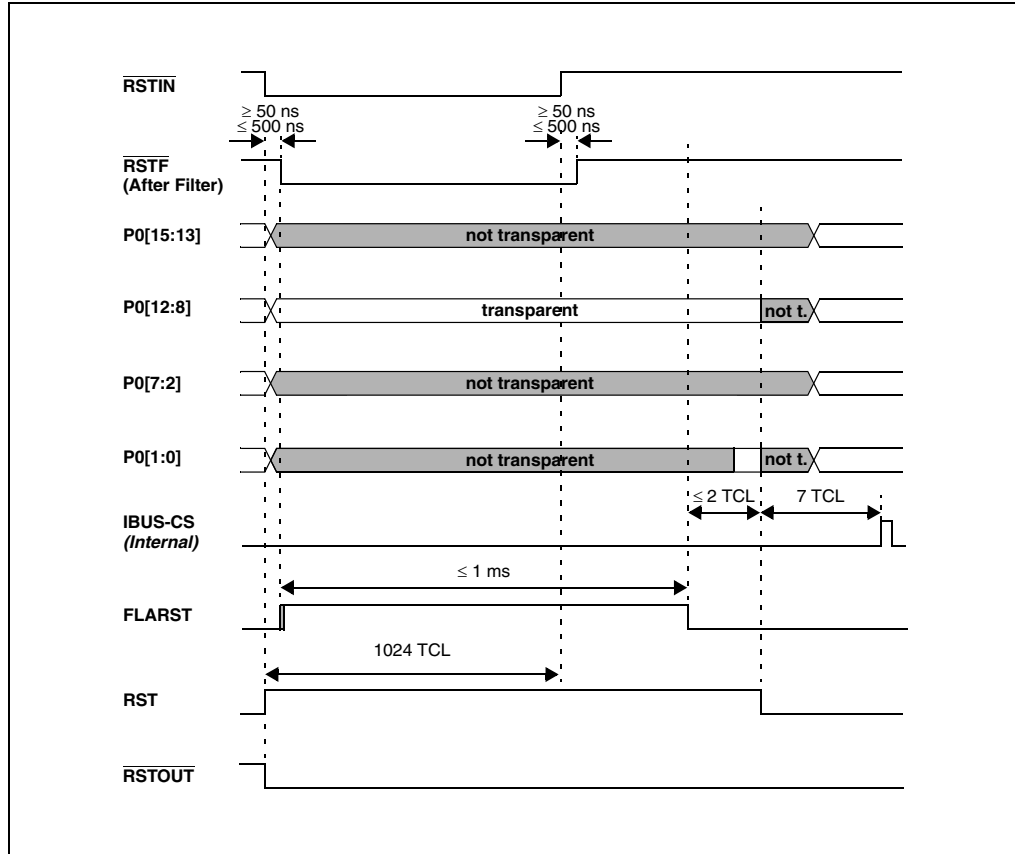 RSTIN
≥ 50 ns
≤ 500 ns
≥ 50 ns
≤ 500 ns
RSTF
(After Filter)
P0[15:13]
not transparent
P0[12:8]
transparent
not t.
P0[7:2]
not transparent
P0[1:0]
not transparent
not t.
≤ 2 TCL
7 TCL
IBUS-CS
(Internal)
≤ 1 ms
FLARST
1024 TCL
RST
RSTOUT